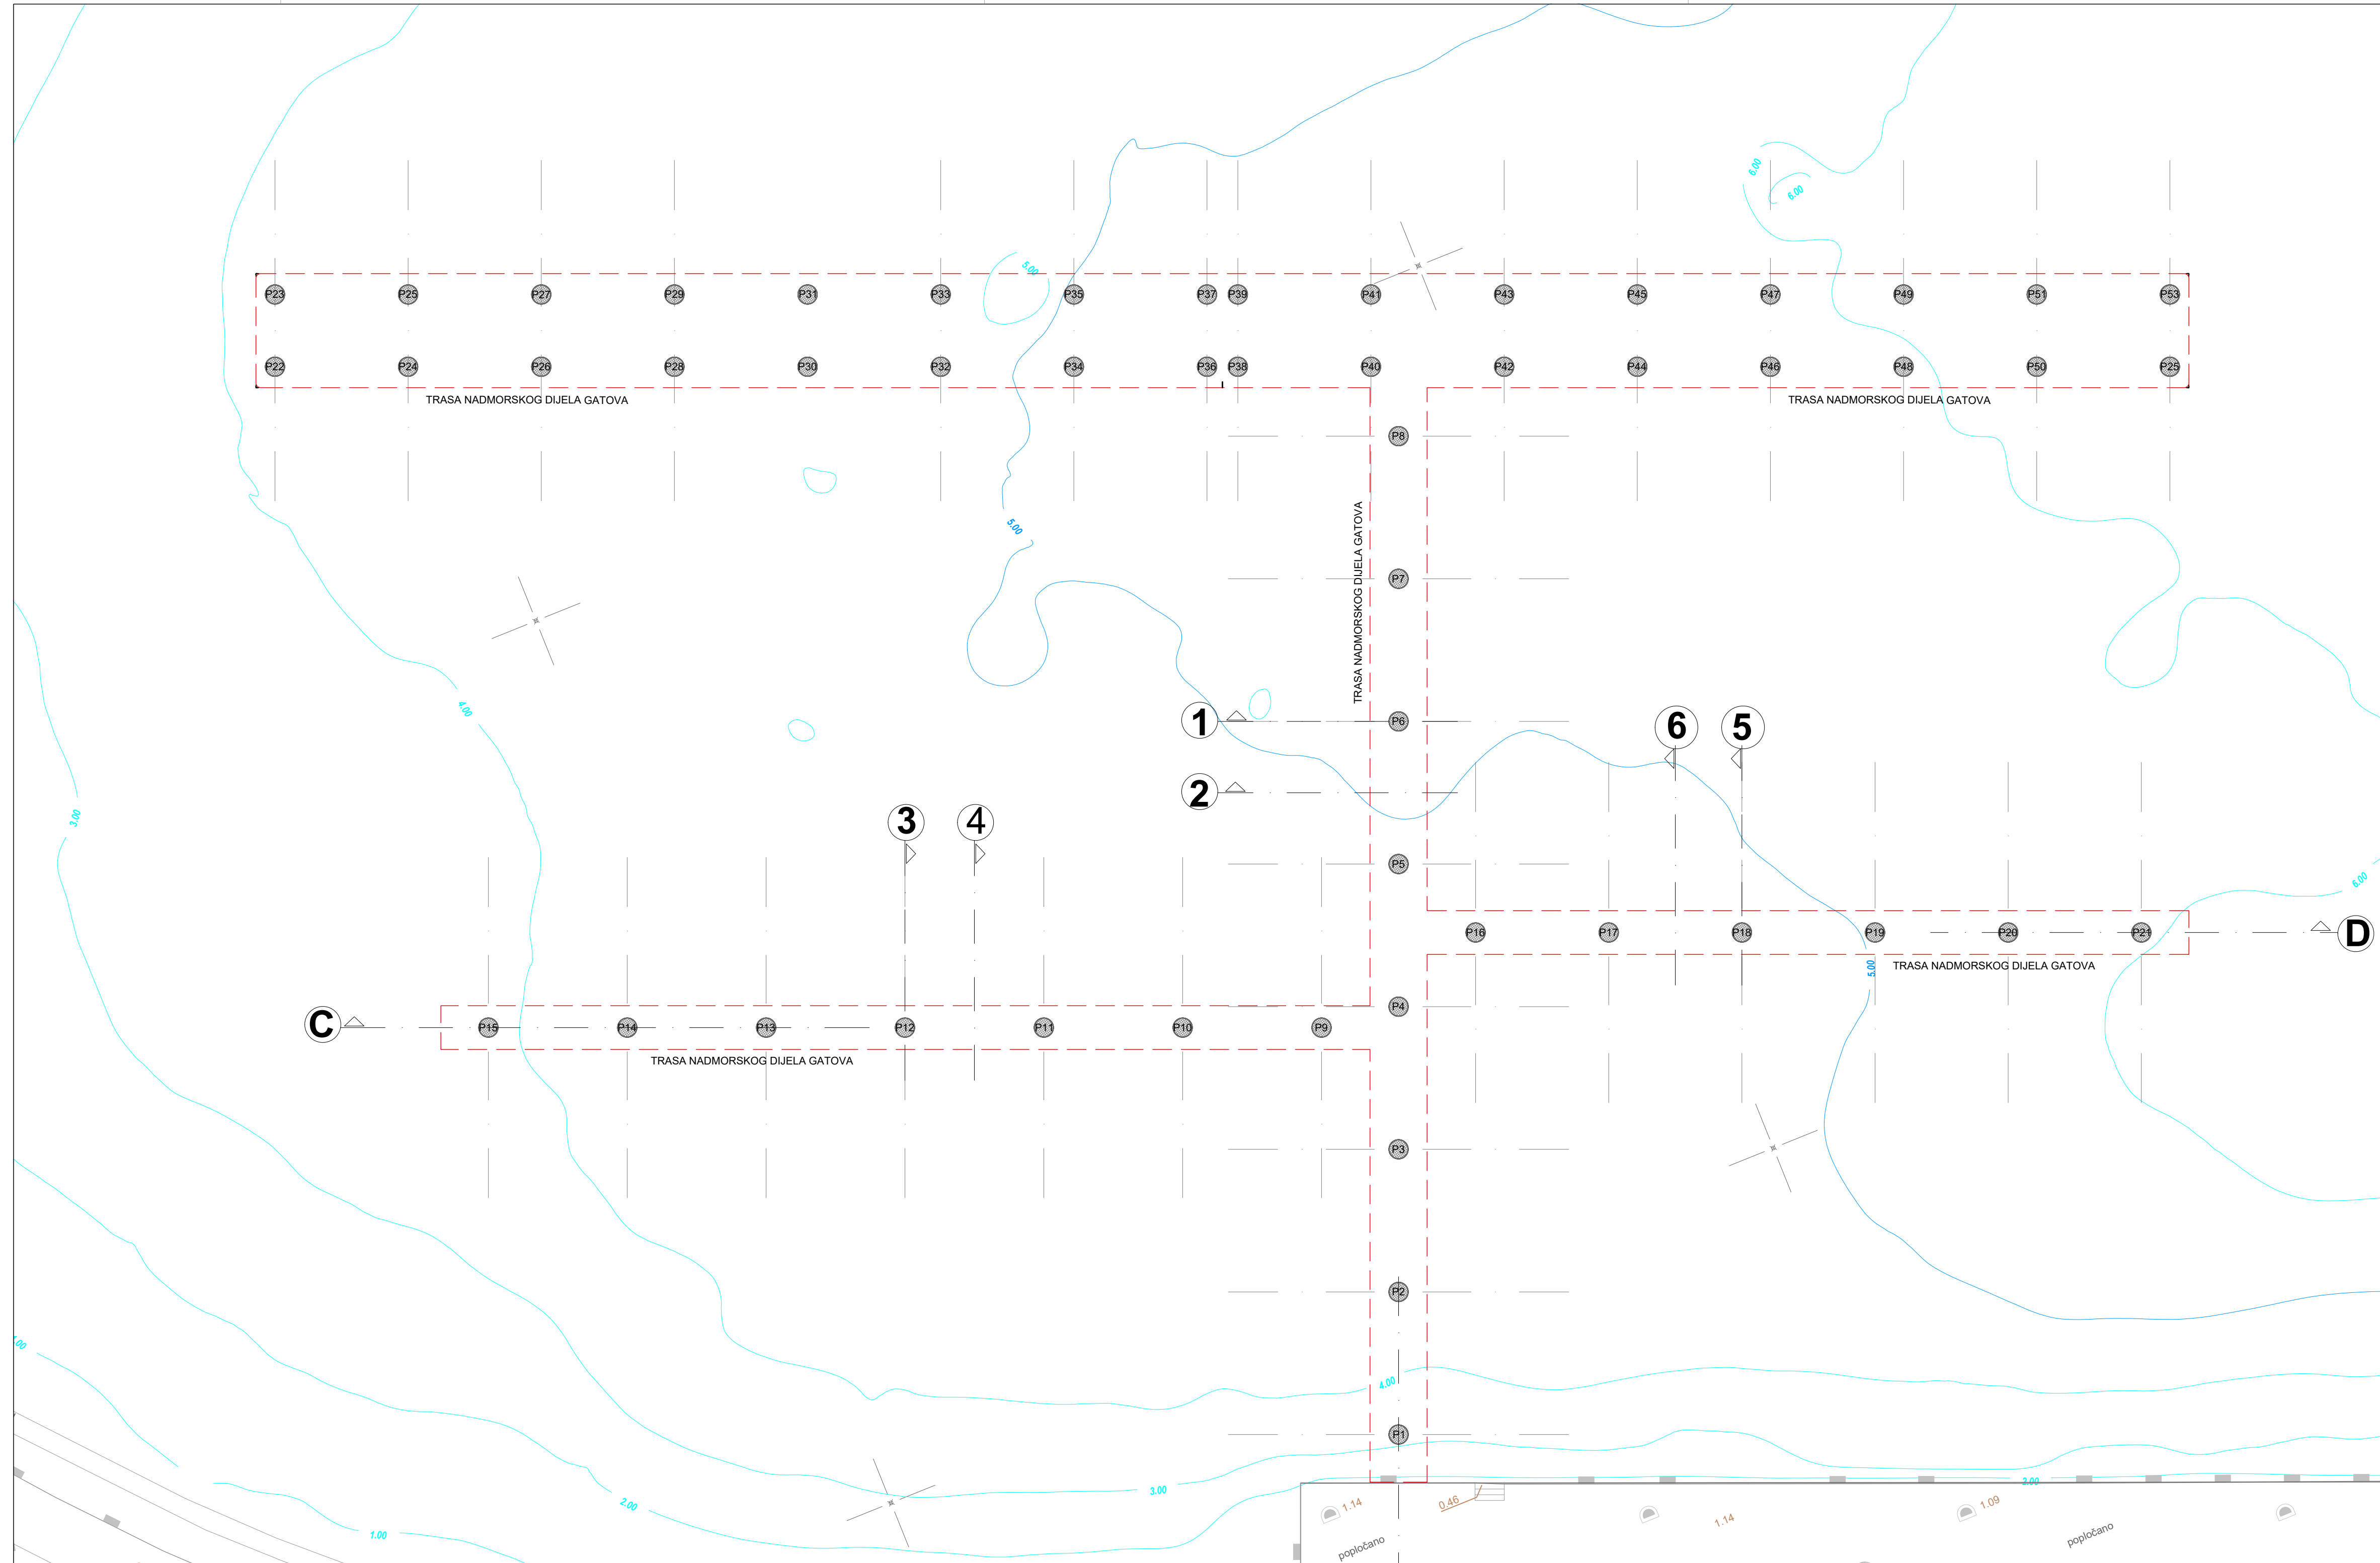 6.00
6.00
5.00
P23 P25 P27 P29 P31 P33 P35 P37 P39 P41 P43 P45 P47 P49 P51 P53
P22 P24 P26 P28 P30 P32 P34 P36 P38 P40 P42 P44 P46 P48 P50 P25
TRASA NADMORSKOG DIJELA GATOVA
TRASA NADMORSKOG DIJELA GATOVA
P8
5.00
P7
TRASA NADMORSKOG DIJELA GATOVA
4.00
1
P6
6
5
2
3.00
3
4
P5
6.00
P16 P17 P18 P19 P20 P21
D
5.00
TRASA NADMORSKOG DIJELA GATOVA
P4
C
P15 P14 P13 P12 P11 P10 P9
TRASA NADMORSKOG DIJELA GATOVA
P3
P2
1.00
4.00
P1
2.00
3.00
2.00
1.14
0.46
1.14
1.09
1.00
popločano
popločano